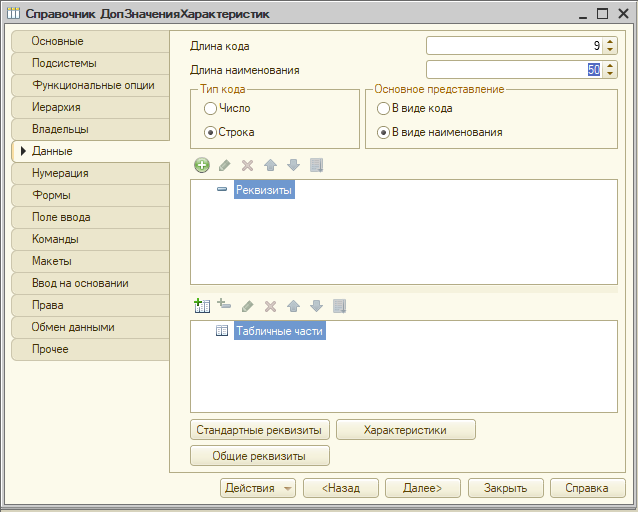 Справочник ДопЗначенияХарактеристик
Основные
Подсистемы
Функциональные опции
Иерархия
Владельцы
Данные
Нумерация
Формы
Поле ввода
Команды
Макеты
Ввод на основании
Права
Обмен данными
Прочее
Длина кода 9
Длина наименования 50
Тип кода
Число
Строка
Основное представление
В виде кода
В виде наименования
Реквизиты
Табличные части
Стандартные реквизиты Характеристики
Общие реквизиты
Действия <Назад Далее> Закрыть Справка